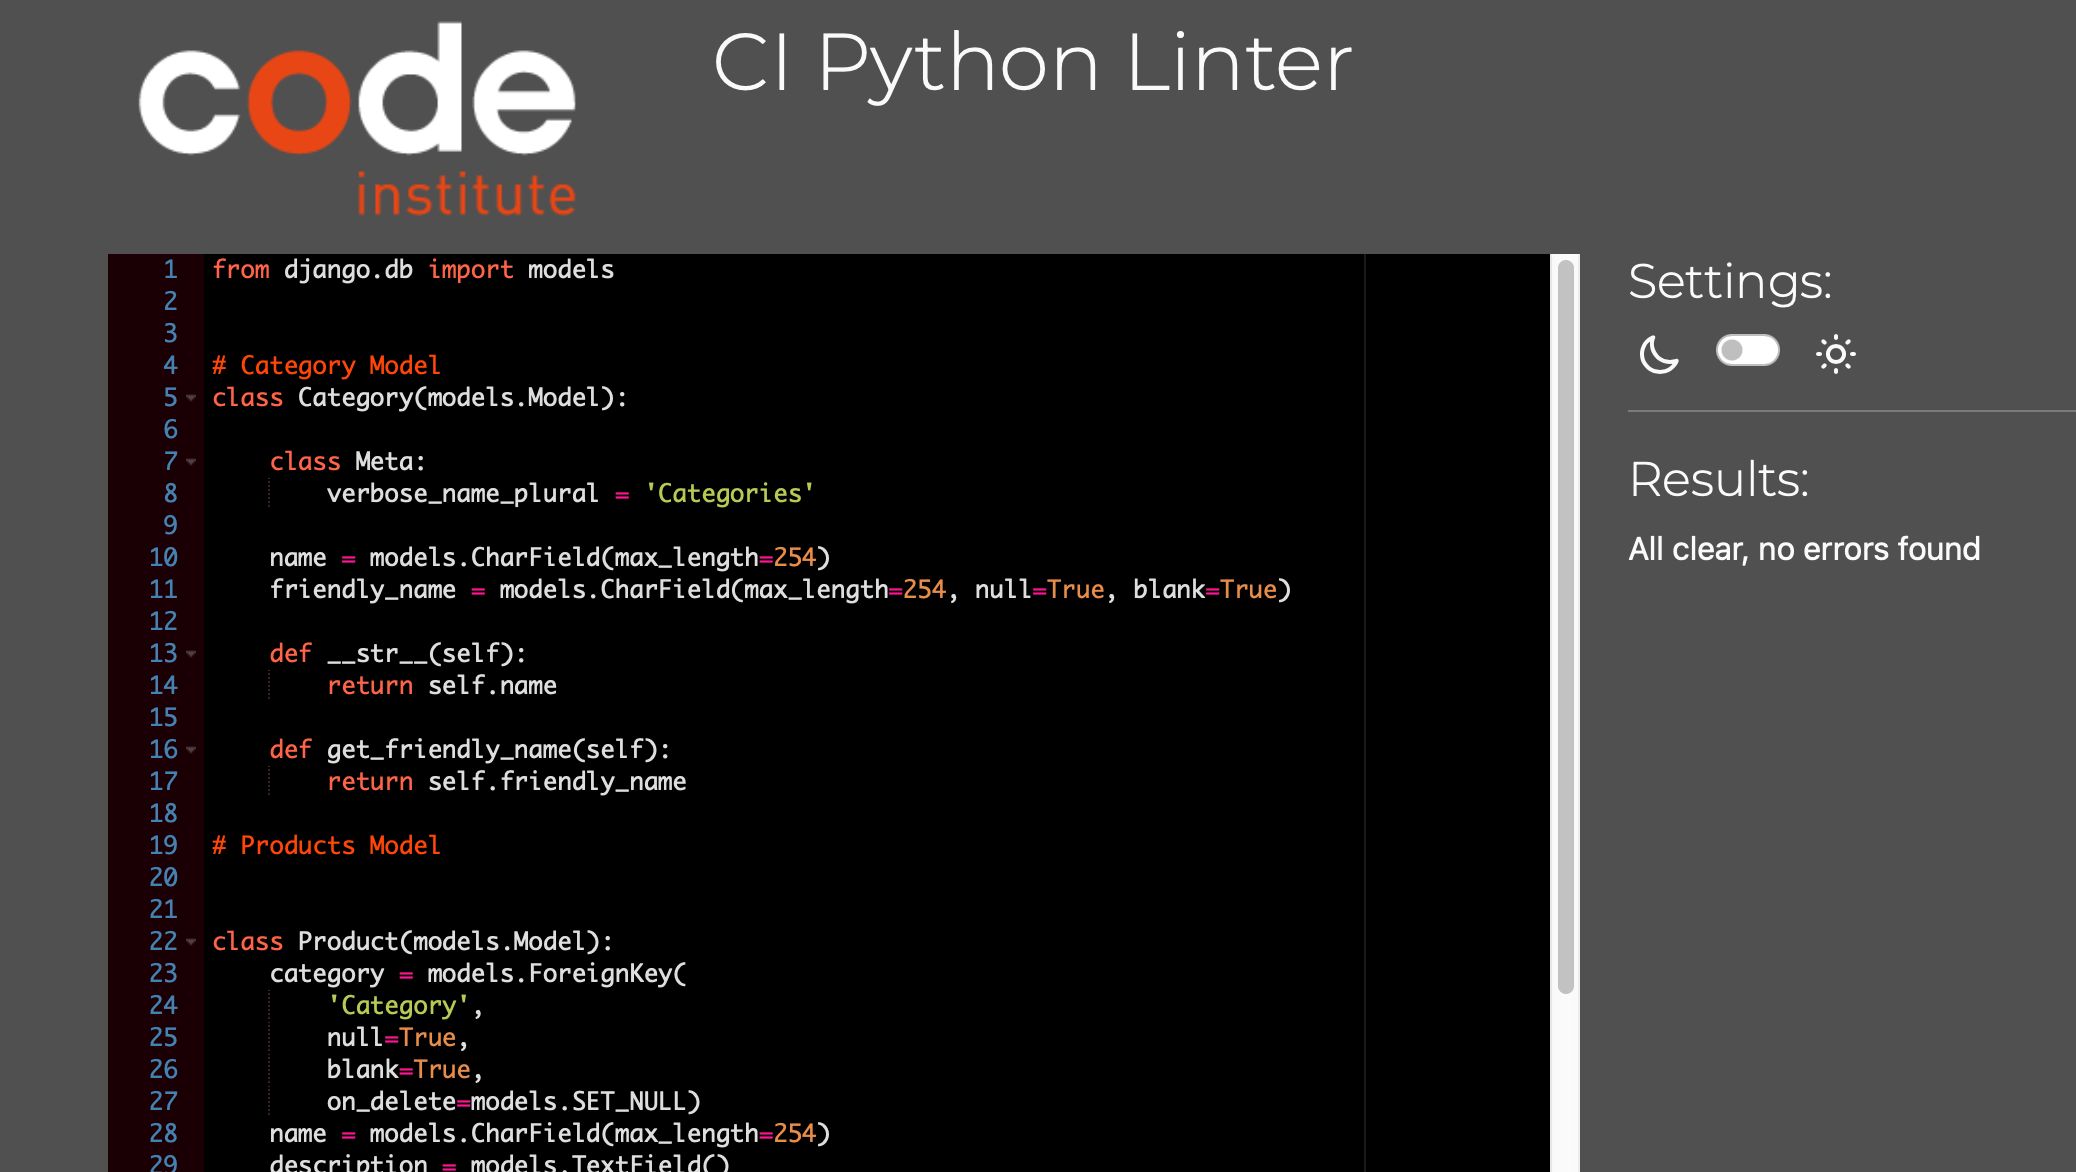 code
institute
CI Python Linter
1 from django.db import models
2
3
4 # Category Model
5 class Category(models.Model):
6
7     class Meta:
8         verbose_name_plural = 'Categories'
9
10     name = models.CharField(max_length=254)
11     friendly_name = models.CharField(max_length=254, null=True, blank=True)
12
13     def __str__(self):
14         return self.name
15
16     def get_friendly_name(self):
17         return self.friendly_name
18
19 # Products Model
20
21
22 class Product(models.Model):
23     category = models.ForeignKey(
24         'Category',
25         null=True,
26         blank=True,
27         on_delete=models.SET_NULL)
28     name = models.CharField(max_length=254)
29     description = models.TextField()
Settings:
Results:
All clear, no errors found